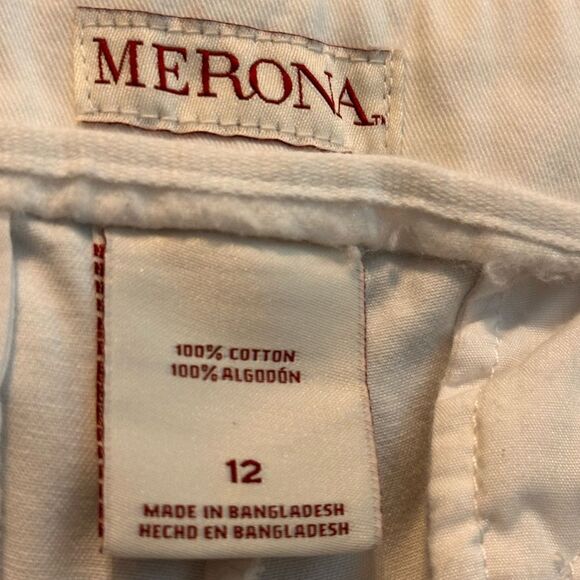 MERONA™
100% COTTON
100% ALGODÓN
12
MADE IN BANGLADESH
HECHO EN BANGLADESH